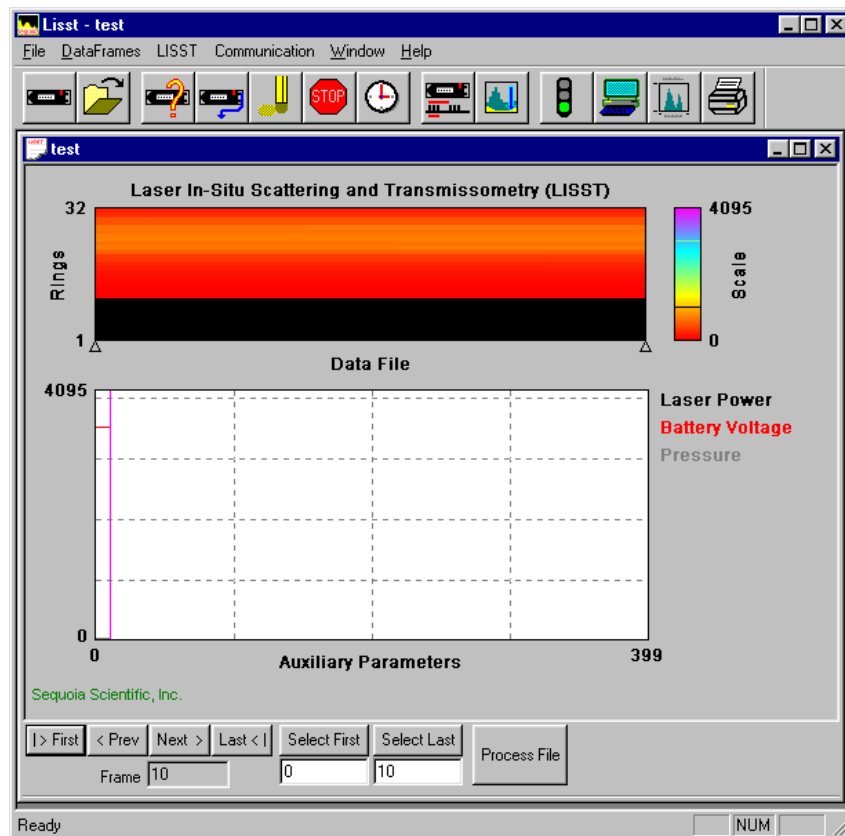 Lisst - test
File DataFrames LISST Communication Window Help
STOP
test
Laser In-Situ Scattering and Transmissometry (LISST)
32
Rings
1
Data File
4095
Scale
0
4095
0
0
399
Auxiliary Parameters
Laser Power
Battery Voltage
Pressure
Sequoia Scientific, Inc.
|> First < Prev Next > Last <| Select First Select Last Process File
Frame 10 0 10
Ready NUM